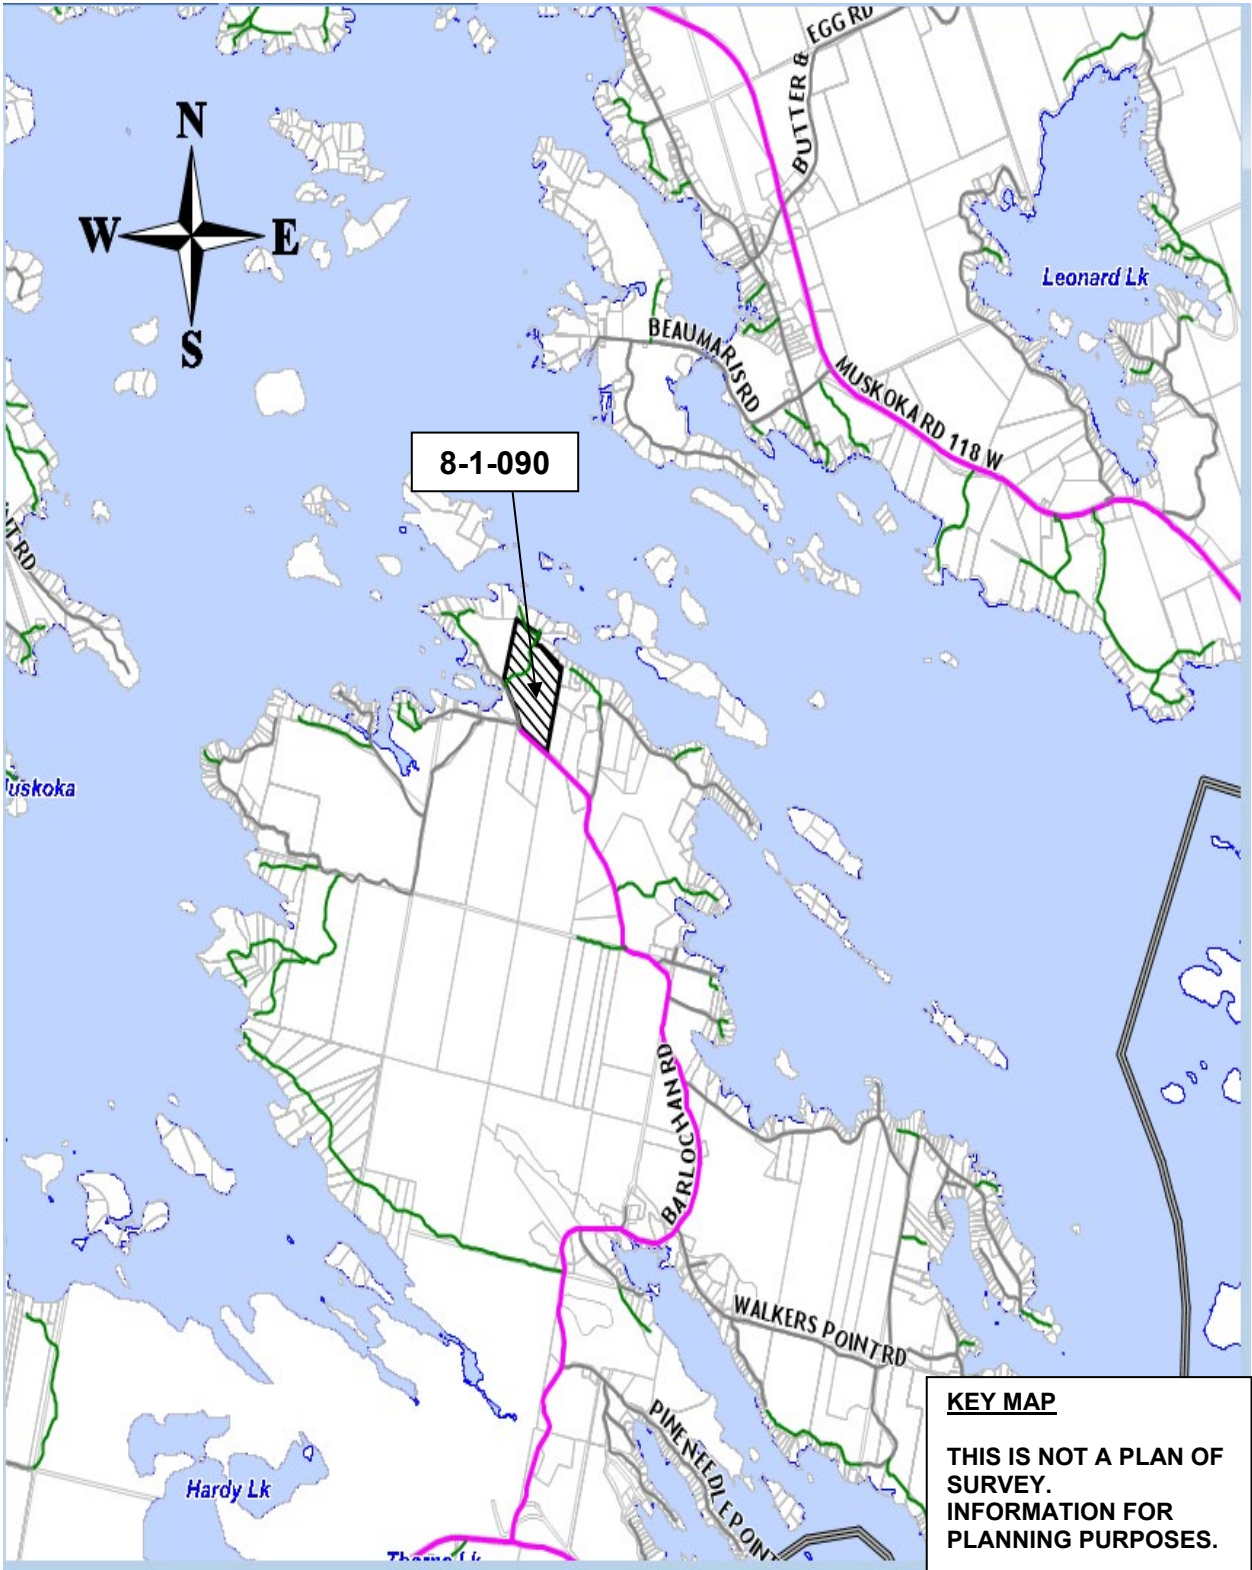 EGG RD
BUTTER &
N
W
E
S
Leonard Lk
BEAUMARIS RD
MUSKOKA RD 118 W
8-1-090
RD
BARLOCHAN RD
WALKERS POINT RD
PINE NEEDLE POINT
Hardy Lk
KEY MAP
THIS IS NOT A PLAN OF
SURVEY.
INFORMATION FOR
PLANNING PURPOSES.